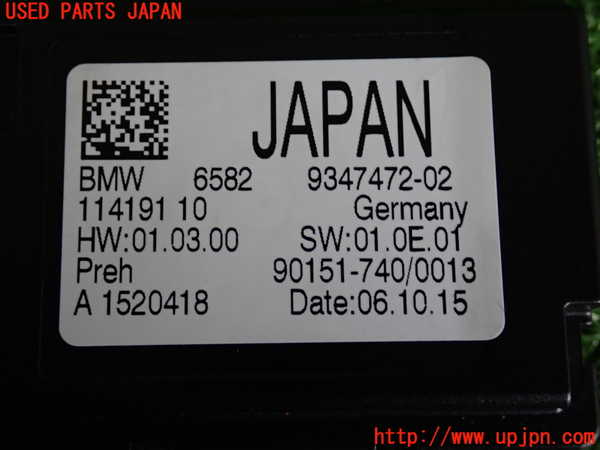 USED PARTS JAPAN
JAPAN
BMW 6582 9347472-02
114191 10 Germany
HW:01.03.00 SW:01.0E.01
Preh 90151-740/0013
A 1520418 Date:06.10.15
http://www.upjpn.com/